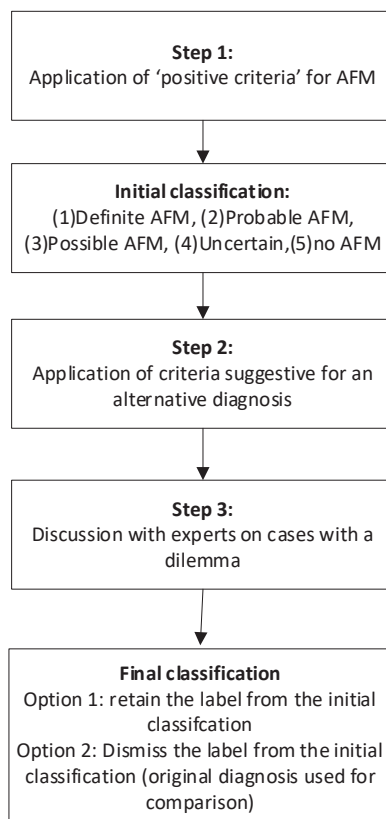 Step 1:
Application of ‘positive criteria’ for AFM
Initial classification:
(1)Definite AFM, (2)Probable AFM,
(3)Possible AFM, (4)Uncertain,(5)no AFM
Step 2:
Application of criteria suggestive for an
alternative diagnosis
Step 3:
Discussion with experts on cases with a
dilemma
Final classification
Option 1: retain the label from the initial
classifcation
Option 2: Dismiss the label from the initial
classification (original diagnosis used for
comparison)